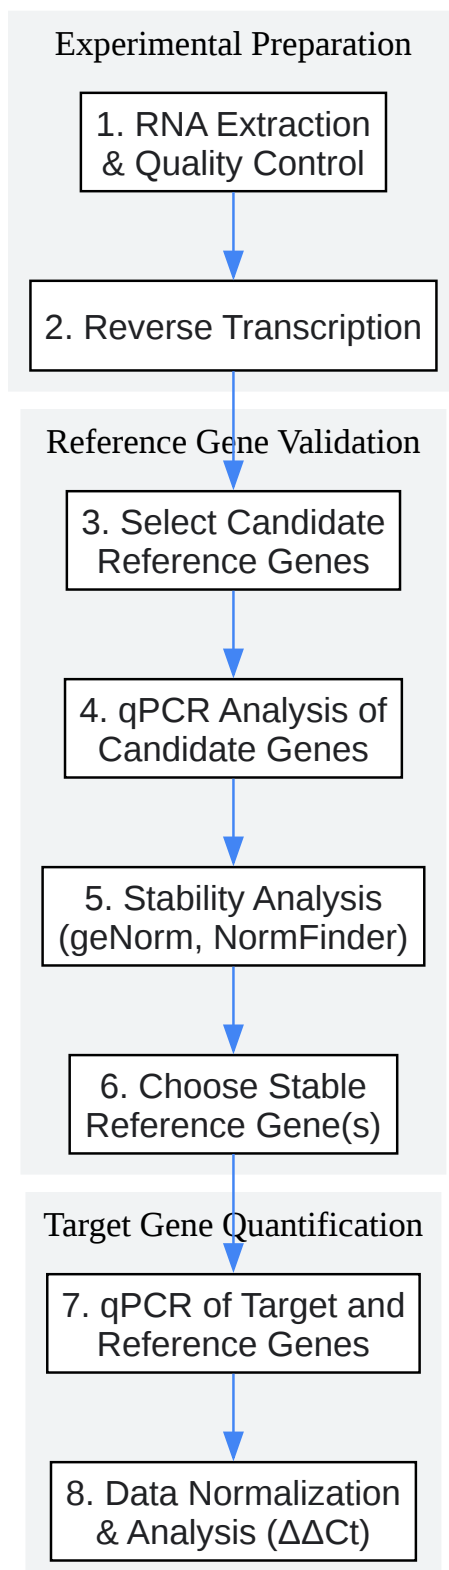 Experimental Preparation
1. RNA Extraction
& Quality Control
2. Reverse Transcription
Reference Gene Validation
3. Select Candidate
Reference Genes
4. qPCR Analysis of
Candidate Genes
5. Stability Analysis
(geNorm, NormFinder)
6. Choose Stable
Reference Gene(s)
Target Gene Quantification
7. qPCR of Target and
Reference Genes
8. Data Normalization
& Analysis (ΔΔCt)